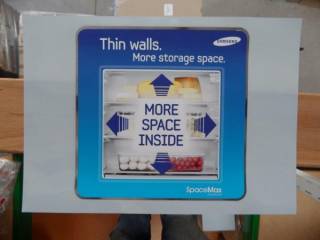 Thin walls.
More storage space.
SAMSUNG
MORE
SPACE
INSIDE
SpaceMax